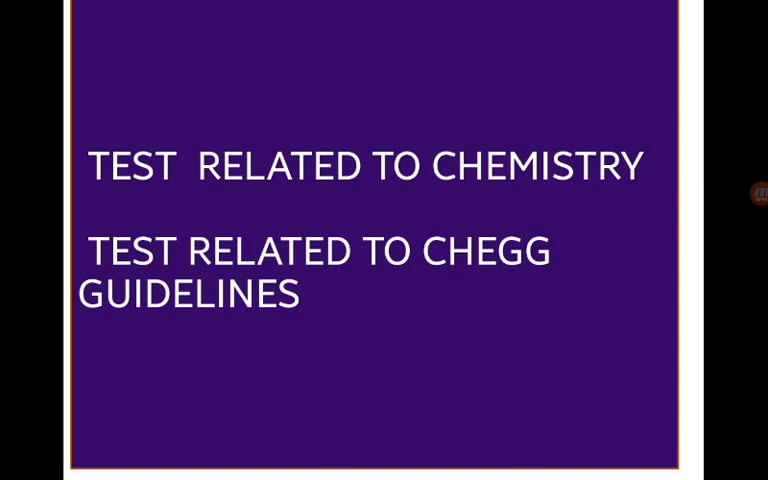 TEST RELATED TO CHEMISTRY
TEST RELATED TO CHEGG
GUIDELINES